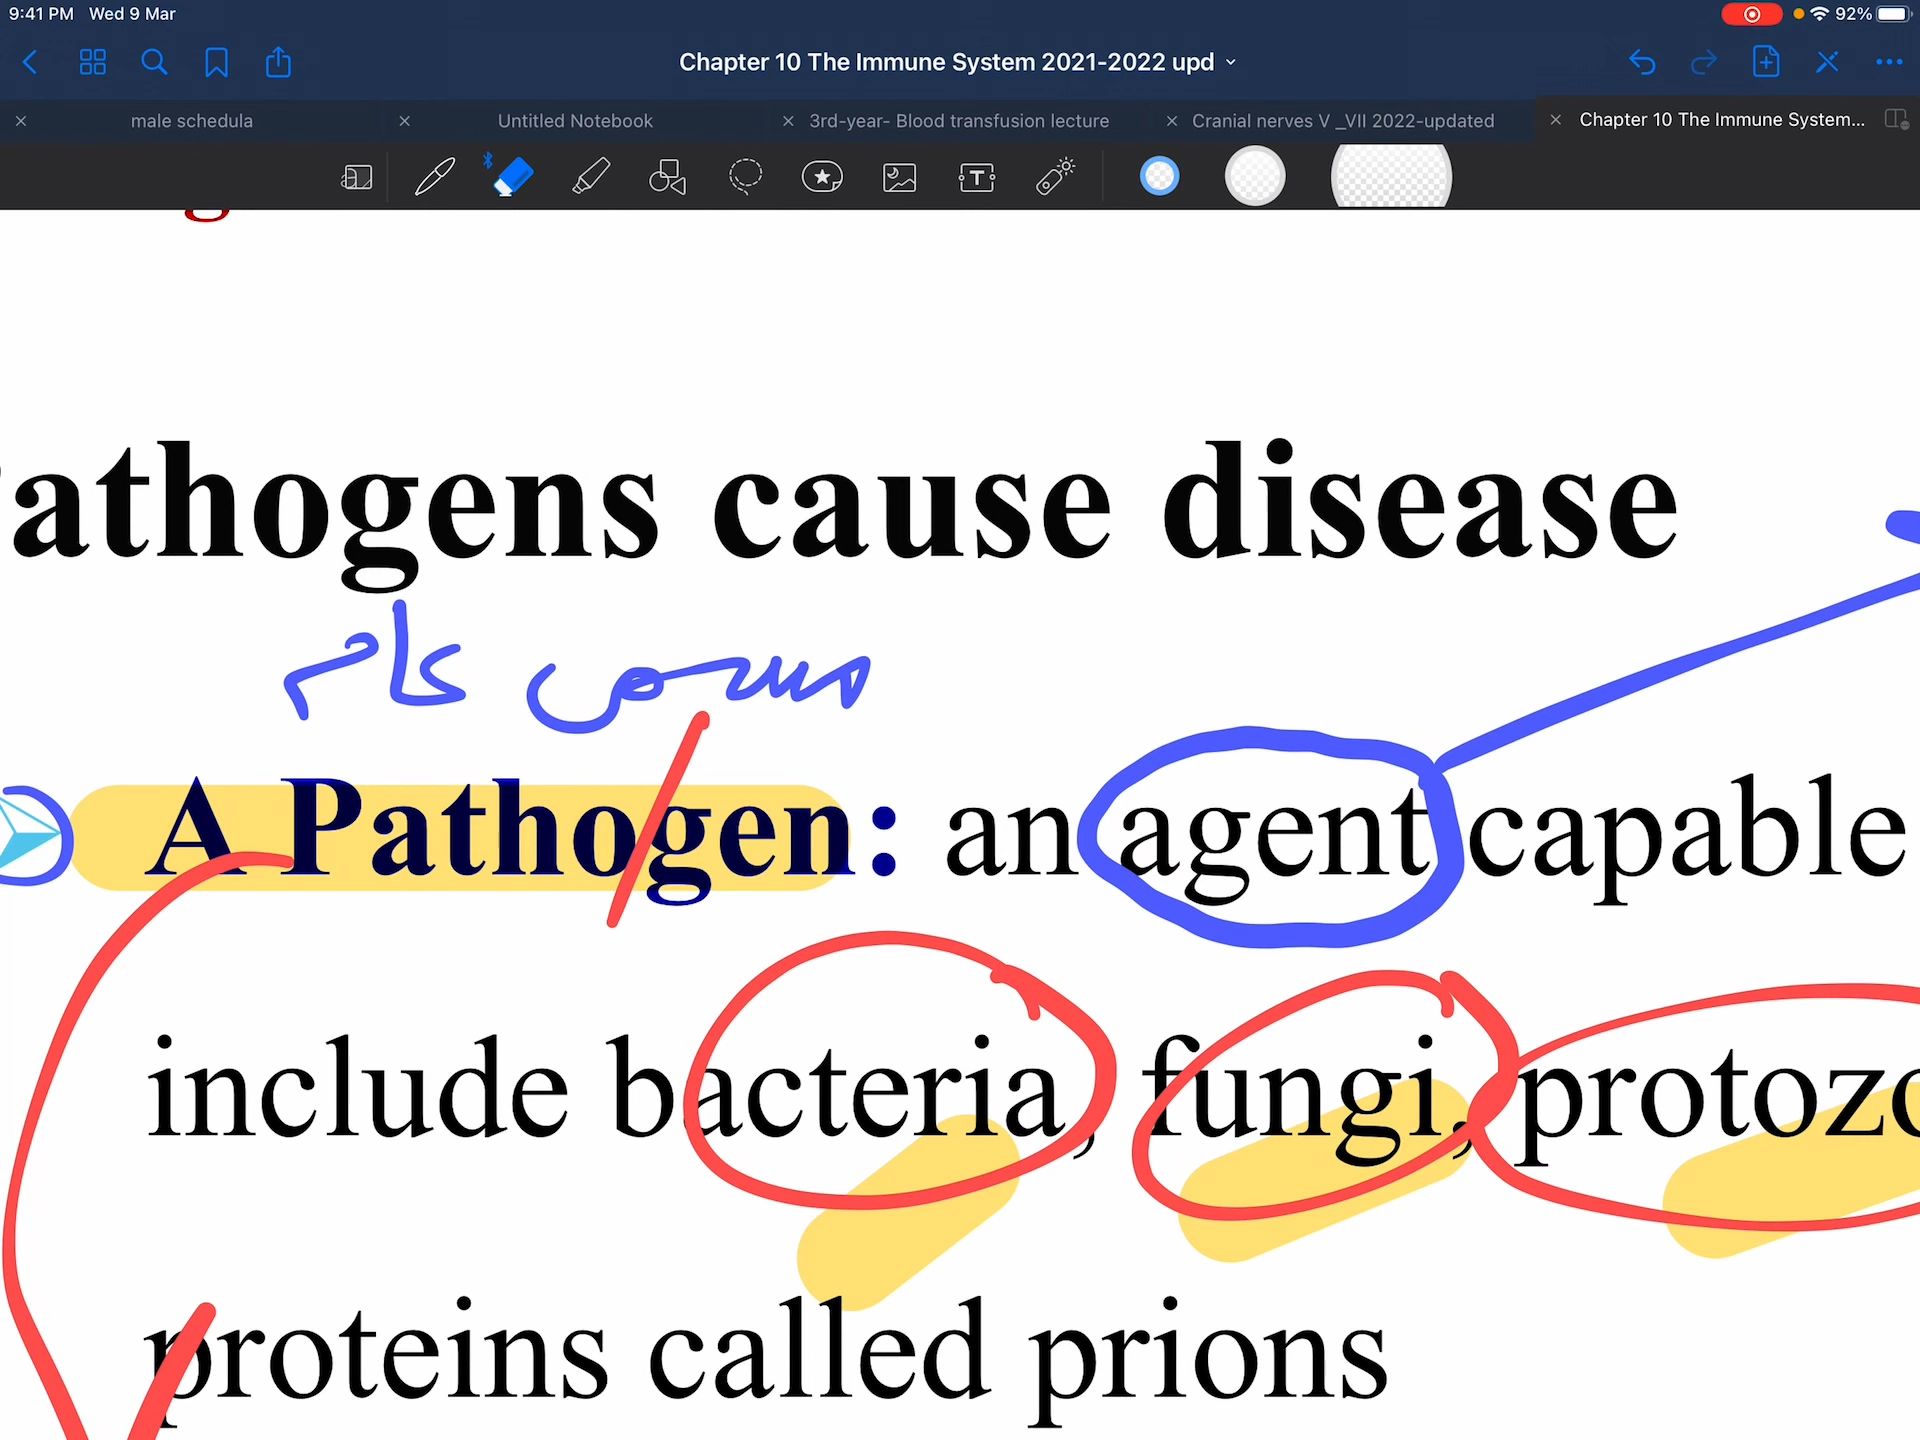 9:41 PM Wed 9 Mar 92%
Chapter 10 The Immune System 2021-2022 upd
male schedula Untitled Notebook 3rd-year- Blood transfusion lecture Cranial nerves V _VII 2022-updated Chapter 10 The Immune System...
athogens cause disease
A Pathogen: an agent capable
include bacteria, fungi, protozo
proteins called prions